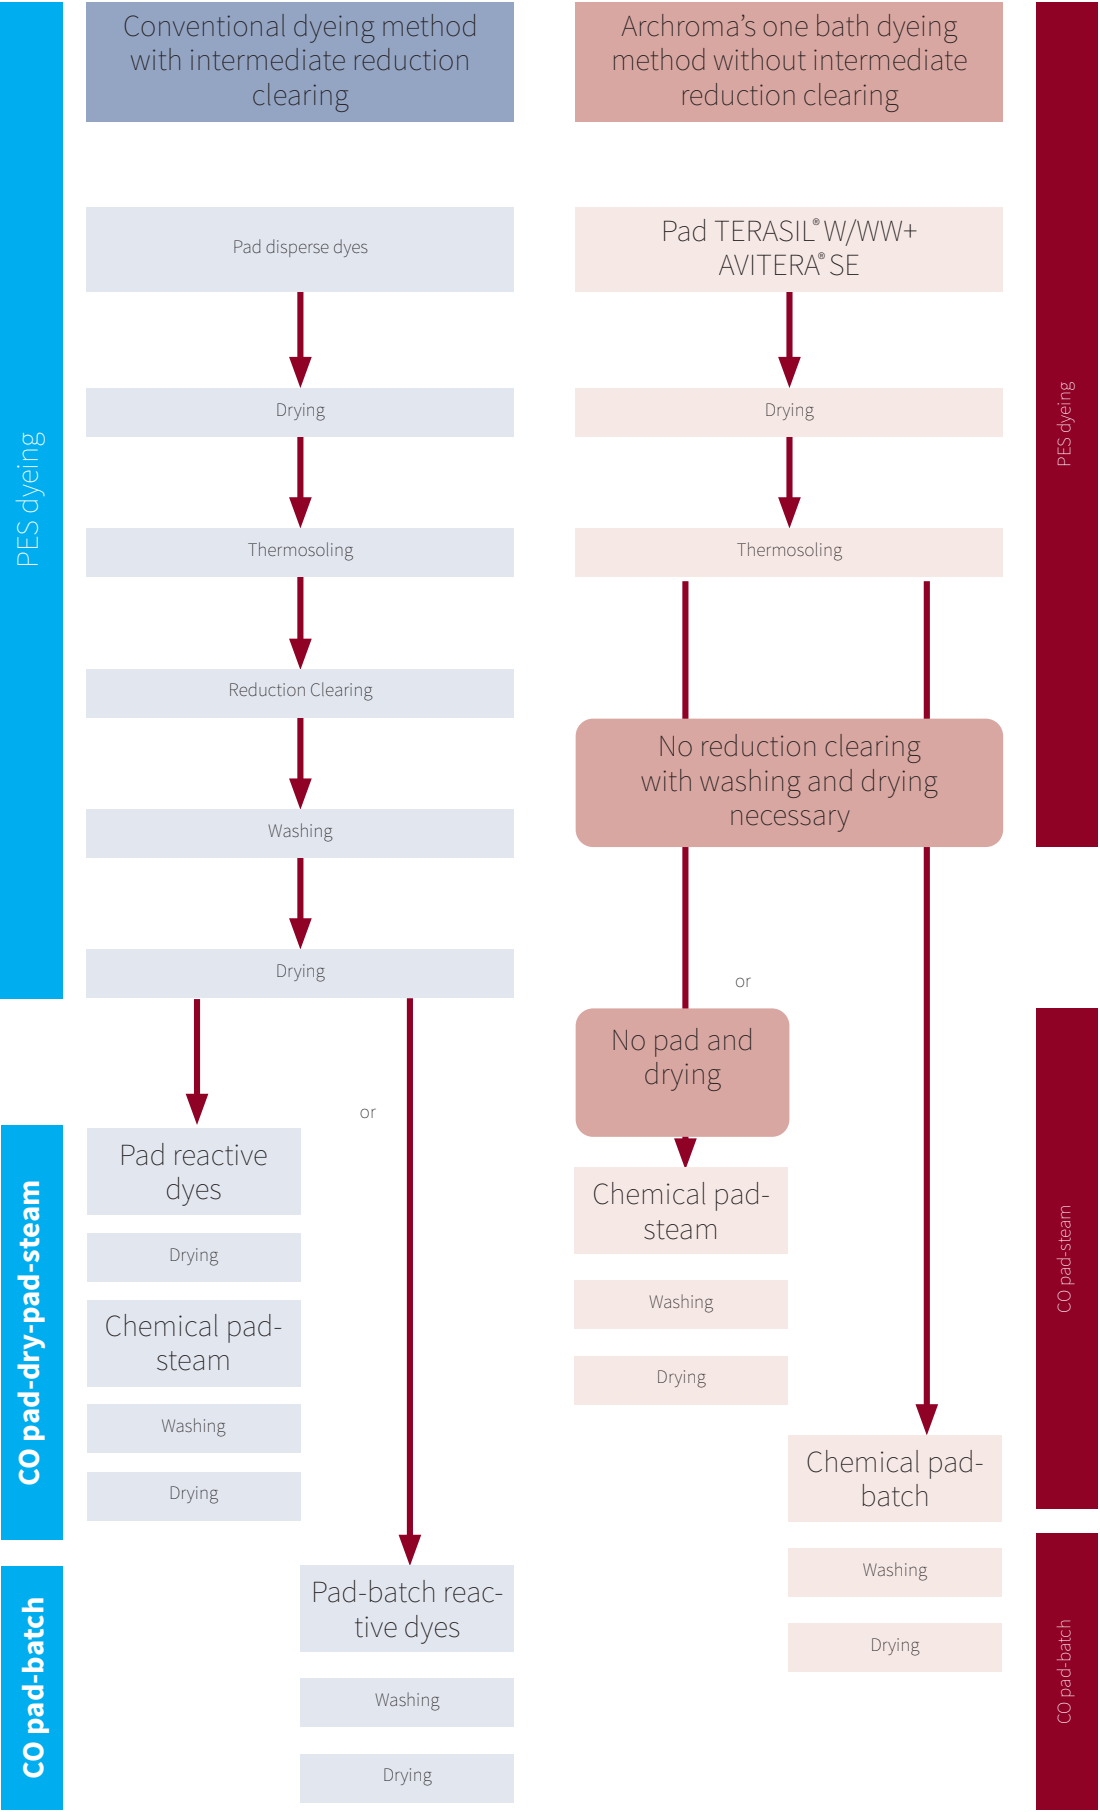 Conventional dyeing method
with intermediate reduction
clearing
Archroma’s one bath dyeing
method without intermediate
reduction clearing
PES dyeing
Pad disperse dyes
Drying
Thermosoling
Reduction Clearing
Washing
Drying
or
CO pad-dry-pad-steam
Pad reactive
dyes
Drying
Chemical pad-
steam
Washing
Drying
CO pad-batch
Pad-batch reac-
tive dyes
Washing
Drying
Pad TERASIL® W/WW+
AVITERA® SE
Drying
Thermosoling
No reduction clearing
with washing and drying
necessary
PES dyeing
or
No pad and
drying
Chemical pad-
steam
Washing
Drying
CO pad-steam
Chemical pad-
batch
Washing
Drying
CO pad-batch